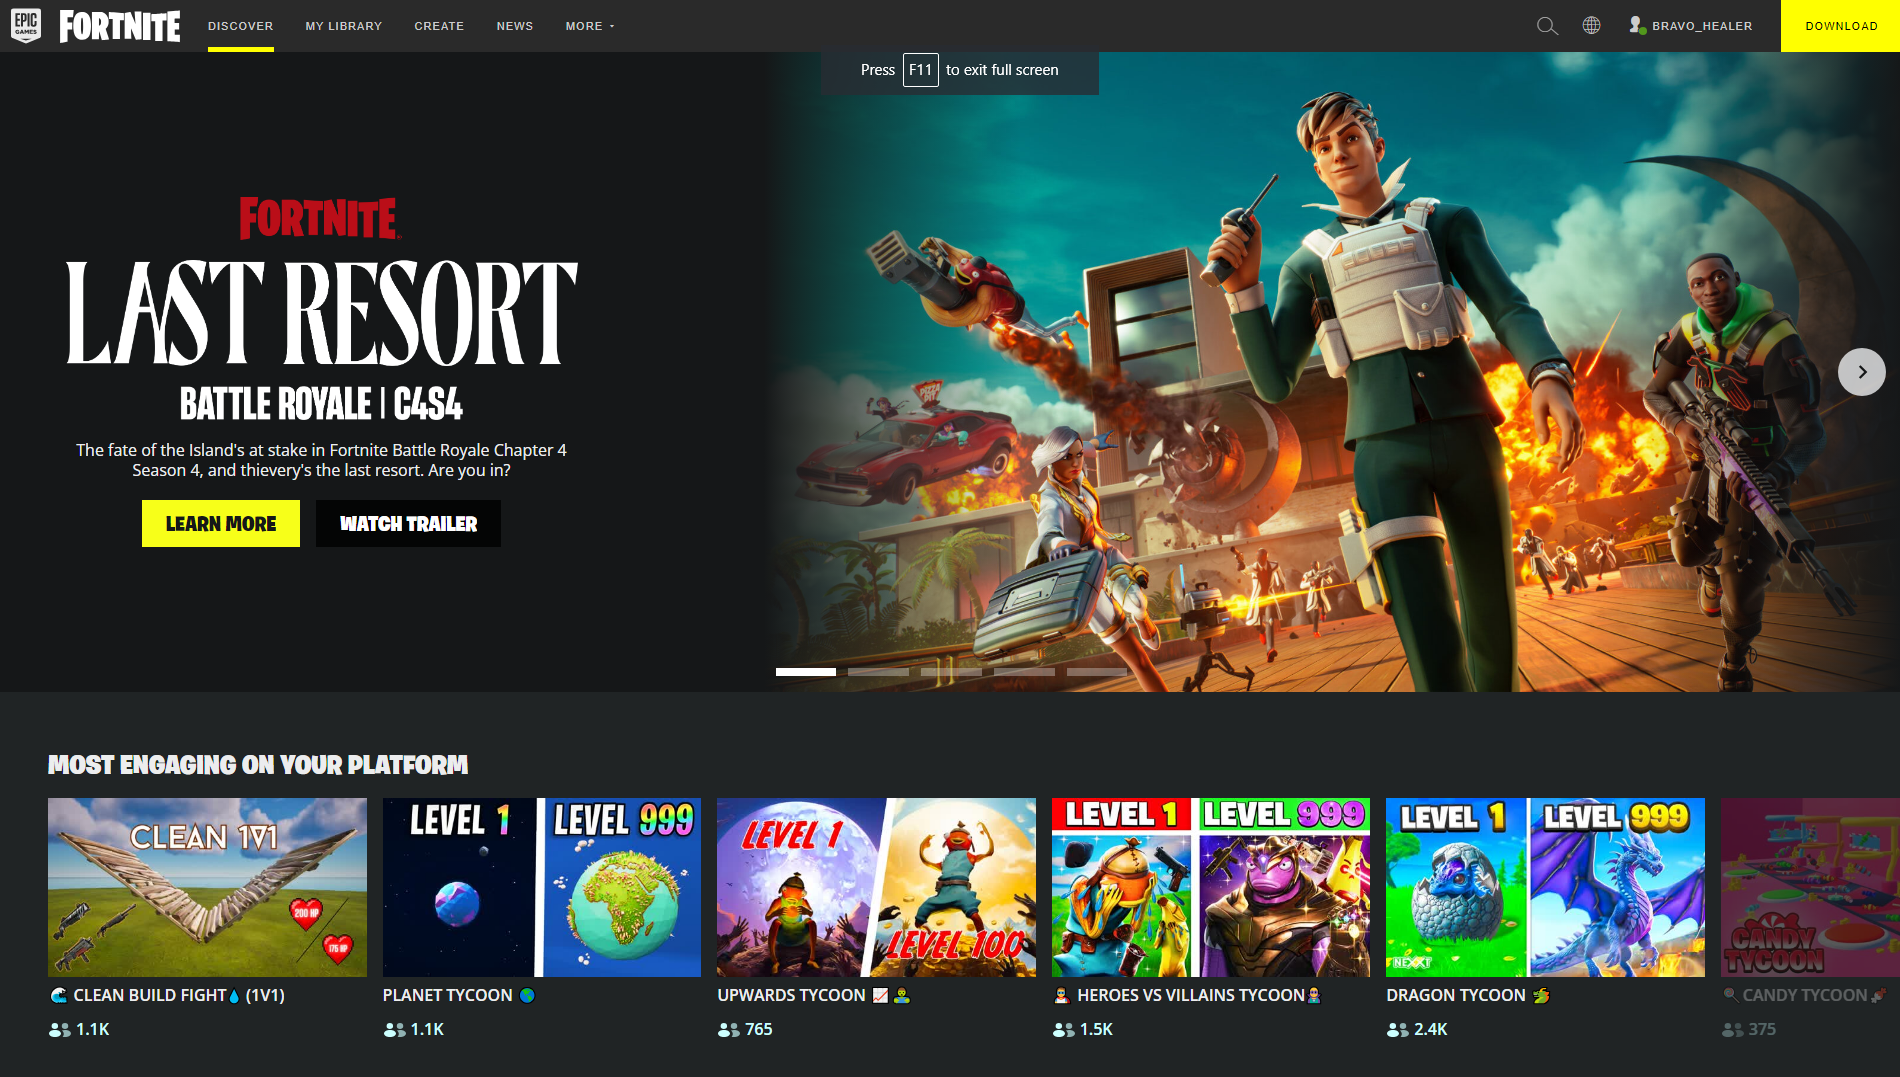 EPIC
GAMES
FORTNITE
DISCOVER
MY LIBRARY
CREATE
NEWS
MORE
BRAVO_HEALER
DOWNLOAD
Press F11 to exit full screen
FORTNITE
LAST RESORT
BATTLE ROYALE | C4S4
The fate of the Island's at stake in Fortnite Battle Royale Chapter 4
Season 4, and thievery's the last resort. Are you in?
LEARN MORE
WATCH TRAILER
MOST ENGAGING ON YOUR PLATFORM
CLEAN 1V1
200 HP
175 HP
LEVEL 1
LEVEL 999
LEVEL 1
LEVEL 100
LEVEL 1
LEVEL 999
LEVEL 1
LEVEL 999
NEXXT
CANDY
TYCOON
🌊 CLEAN BUILD FIGHT💧 (1V1)
PLANET TYCOON 🌎
UPWARDS TYCOON 📈 🧟‍♂️
🦸‍♂️ HEROES VS VILLAINS TYCOON🦹‍♂️
DRAGON TYCOON 🐲
🍭 CANDY TYCOON🍬
1.1K
1.1K
765
1.5K
2.4K
375